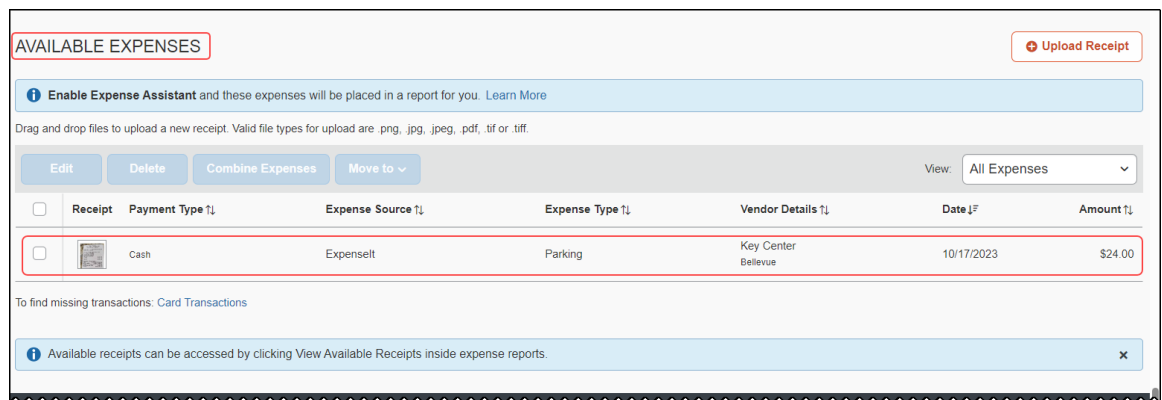 AVAILABLE EXPENSES
Upload Receipt
Enable Expense Assistant and these expenses will be placed in a report for you. Learn More
Drag and drop files to upload a new receipt. Valid file types for upload are .png, .jpg, .jpeg, .pdf, .tif or .tiff.
Edit Delete Combine Expenses Move to View: All Expenses
Receipt Payment Type Expense Source Expense Type Vendor Details Date Amount
Cash ExpenseIt Parking Key Center 10/17/2023 $24.00
Bellevue
To find missing transactions: Card Transactions
Available receipts can be accessed by clicking View Available Receipts inside expense reports.